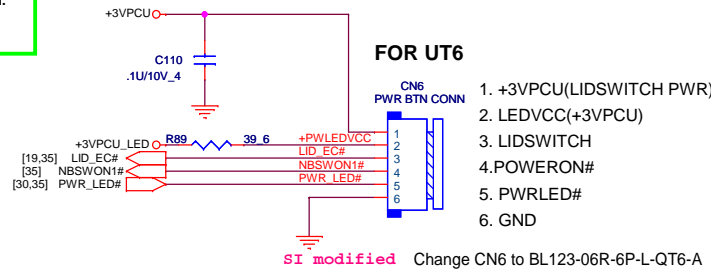 +3VPCU
C110
.1U/10V_4
FOR UT6
CN6
PWR BTN CONN
1. +3VPCU(LIDSWITCH PWR)
2. LEDVCC(+3VPCU)
3. LIDSWITCH
4.POWERON#
5. PWRLED#
6. GND
+3VPCU_LED R89 39_6 +PWLEDVCC
[19,35] LID_EC# LID_EC#
[35] NBSWON1# NBSWON1#
[30,35] PWR_LED# PWR_LED#
1
2
3
4
5
6
SI modified Change CN6 to BL123-06R-6P-L-QT6-A